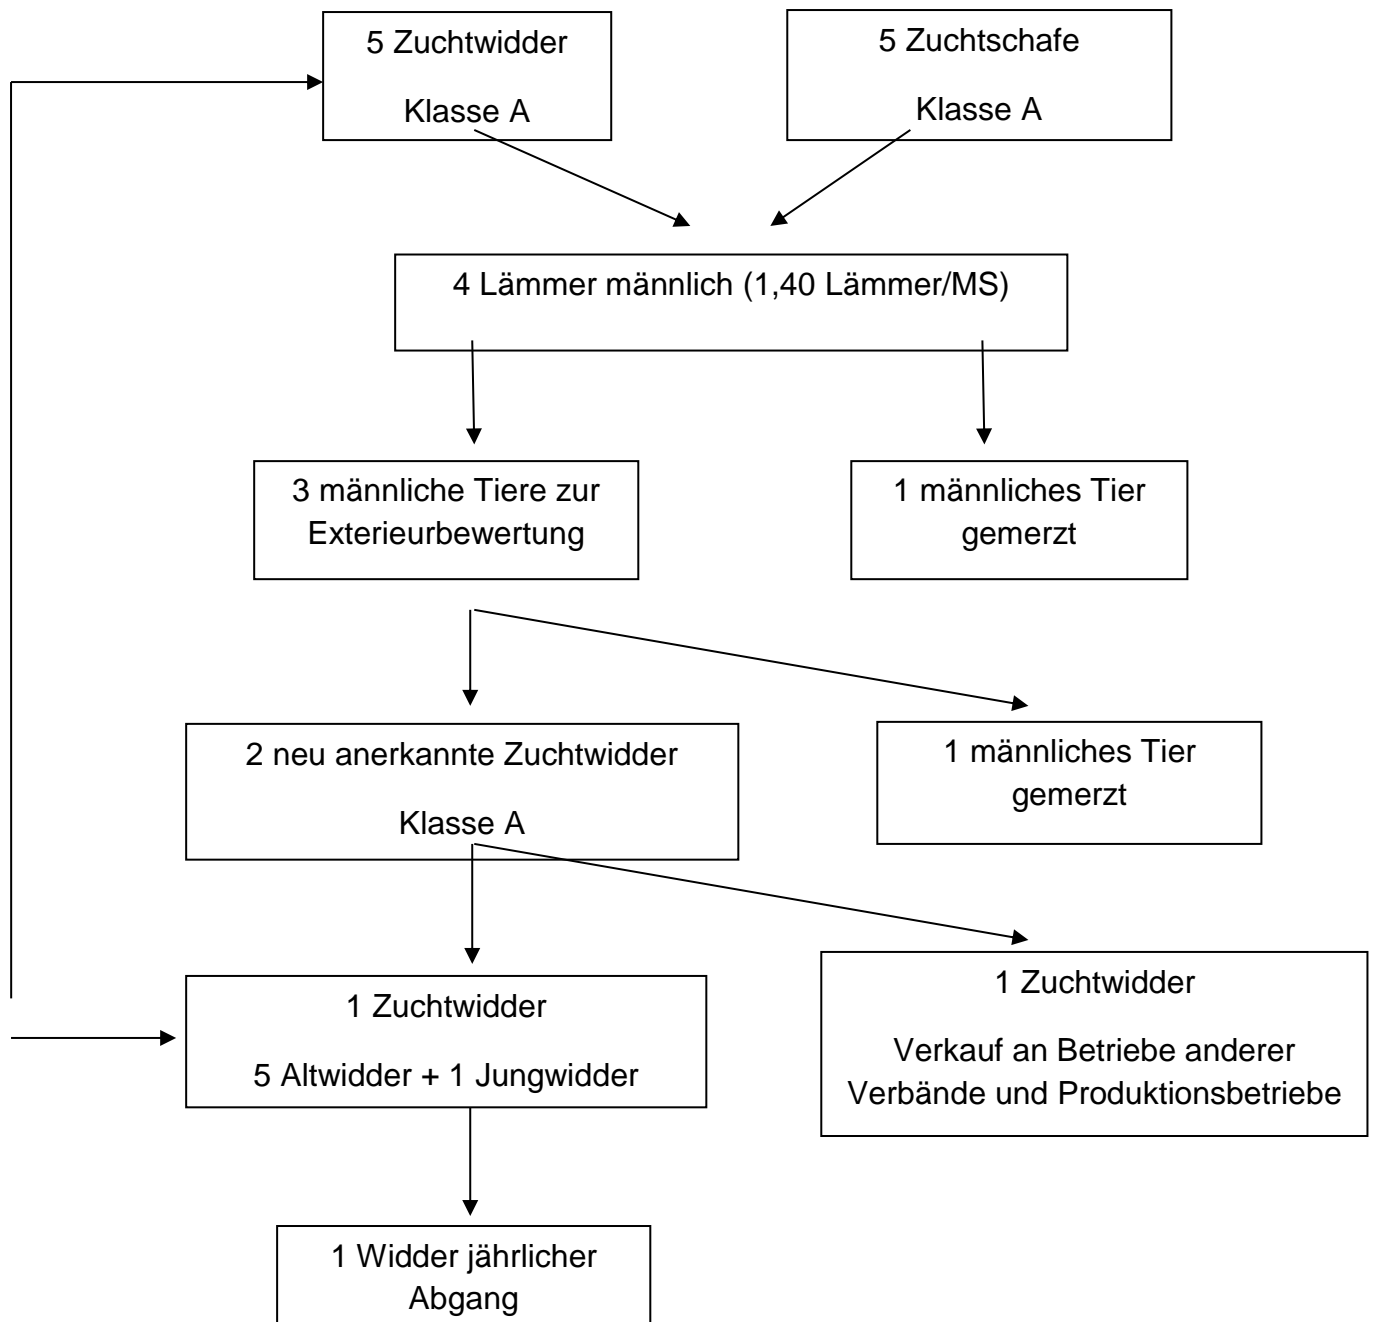 5 Zuchtwidder
Klasse A
5 Zuchtschafe
Klasse A
4 Lämmer männlich (1,40 Lämmer/MS)
3 männliche Tiere zur
Exterieurbewertung
1 männliches Tier
gemerzt
2 neu anerkannte Zuchtwidder
Klasse A
1 männliches Tier
gemerzt
1 Zuchtwidder
5 Altwidder + 1 Jungwidder
1 Zuchtwidder
Verkauf an Betriebe anderer
Verbände und Produktionsbetriebe
1 Widder jährlicher
Abgang